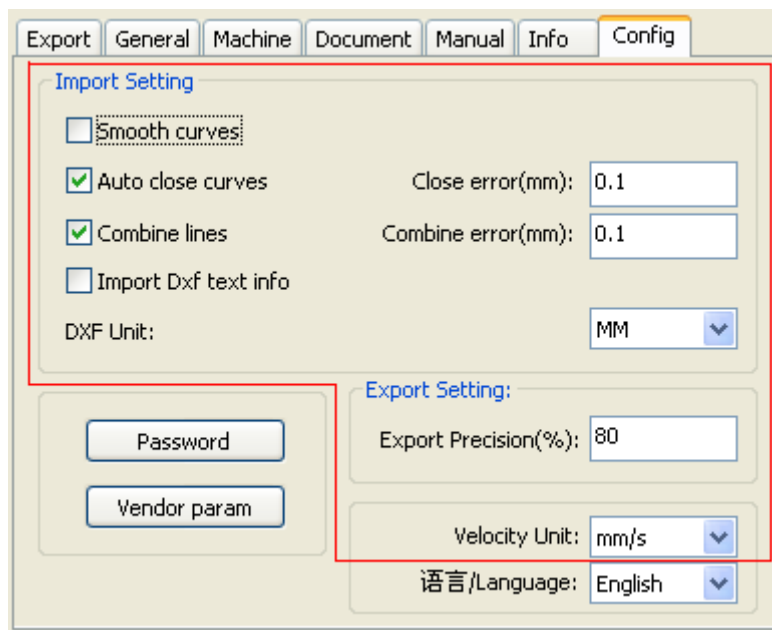 Export General Machine Document Manual Info Config
Import Setting
Smooth curves
Auto close curves Close error(mm): 0.1
Combine lines Combine error(mm): 0.1
Import Dxf text info
DXF Unit: MM
Export Setting:
Password Export Precision(%): 80
Vendor param
Velocity Unit: mm/s
语言/Language: English